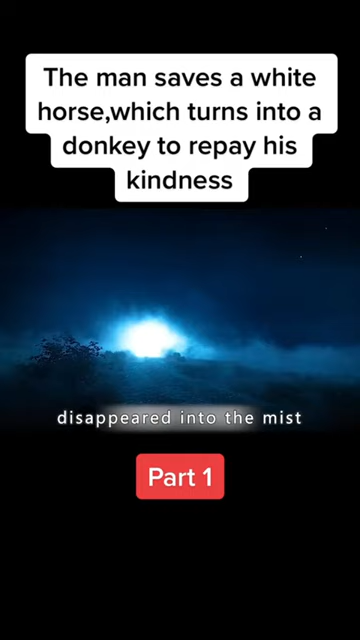 The man saves a white
horse,which turns into a
donkey to repay his
kindness
disappeared into the mist
Part 1